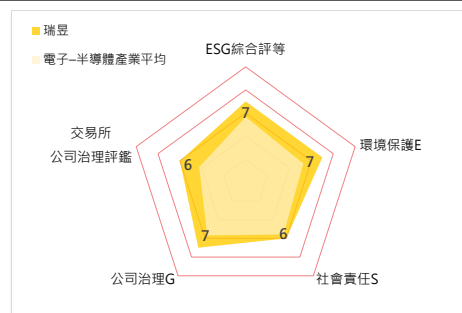 瑞昱
電子–半導體產業平均
ESG綜合評等
7
環境保護E
7
社會責任S
6
公司治理G
7
交易所
公司治理評鑑
6